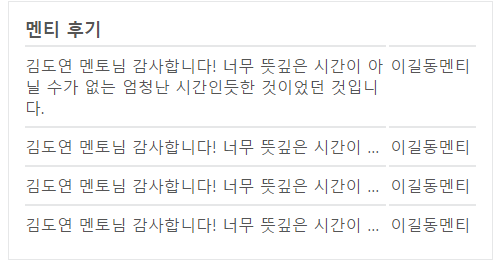 멘티 후기
김도연 멘토님 감사합니다! 너무 뜻깊은 시간이 아 이길동멘티
닐 수가 없는 엄청난 시간인듯한 것이었던 것입니
다.
김도연 멘토님 감사합니다! 너무 뜻깊은 시간이 ... 이길동멘티
김도연 멘토님 감사합니다! 너무 뜻깊은 시간이 ... 이길동멘티
김도연 멘토님 감사합니다! 너무 뜻깊은 시간이 ... 이길동멘티